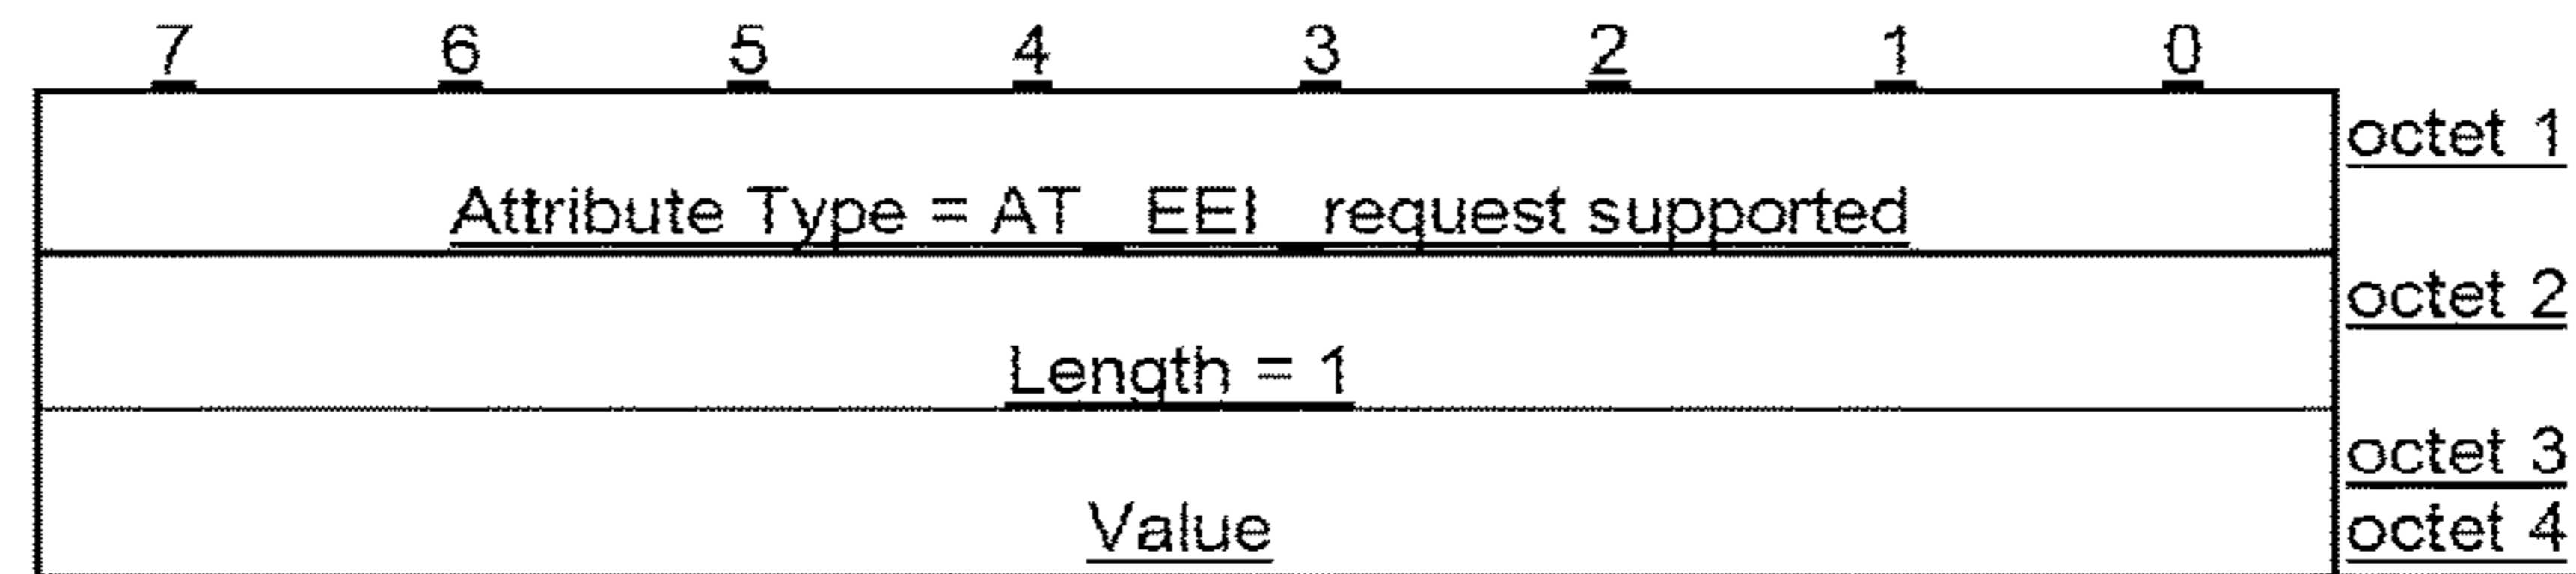 7 6 5 4 3 2 1 0
octet 1
Attribute Type = AT_EEI_request supported
octet 2
Length = 1
octet 3
Value octet 4